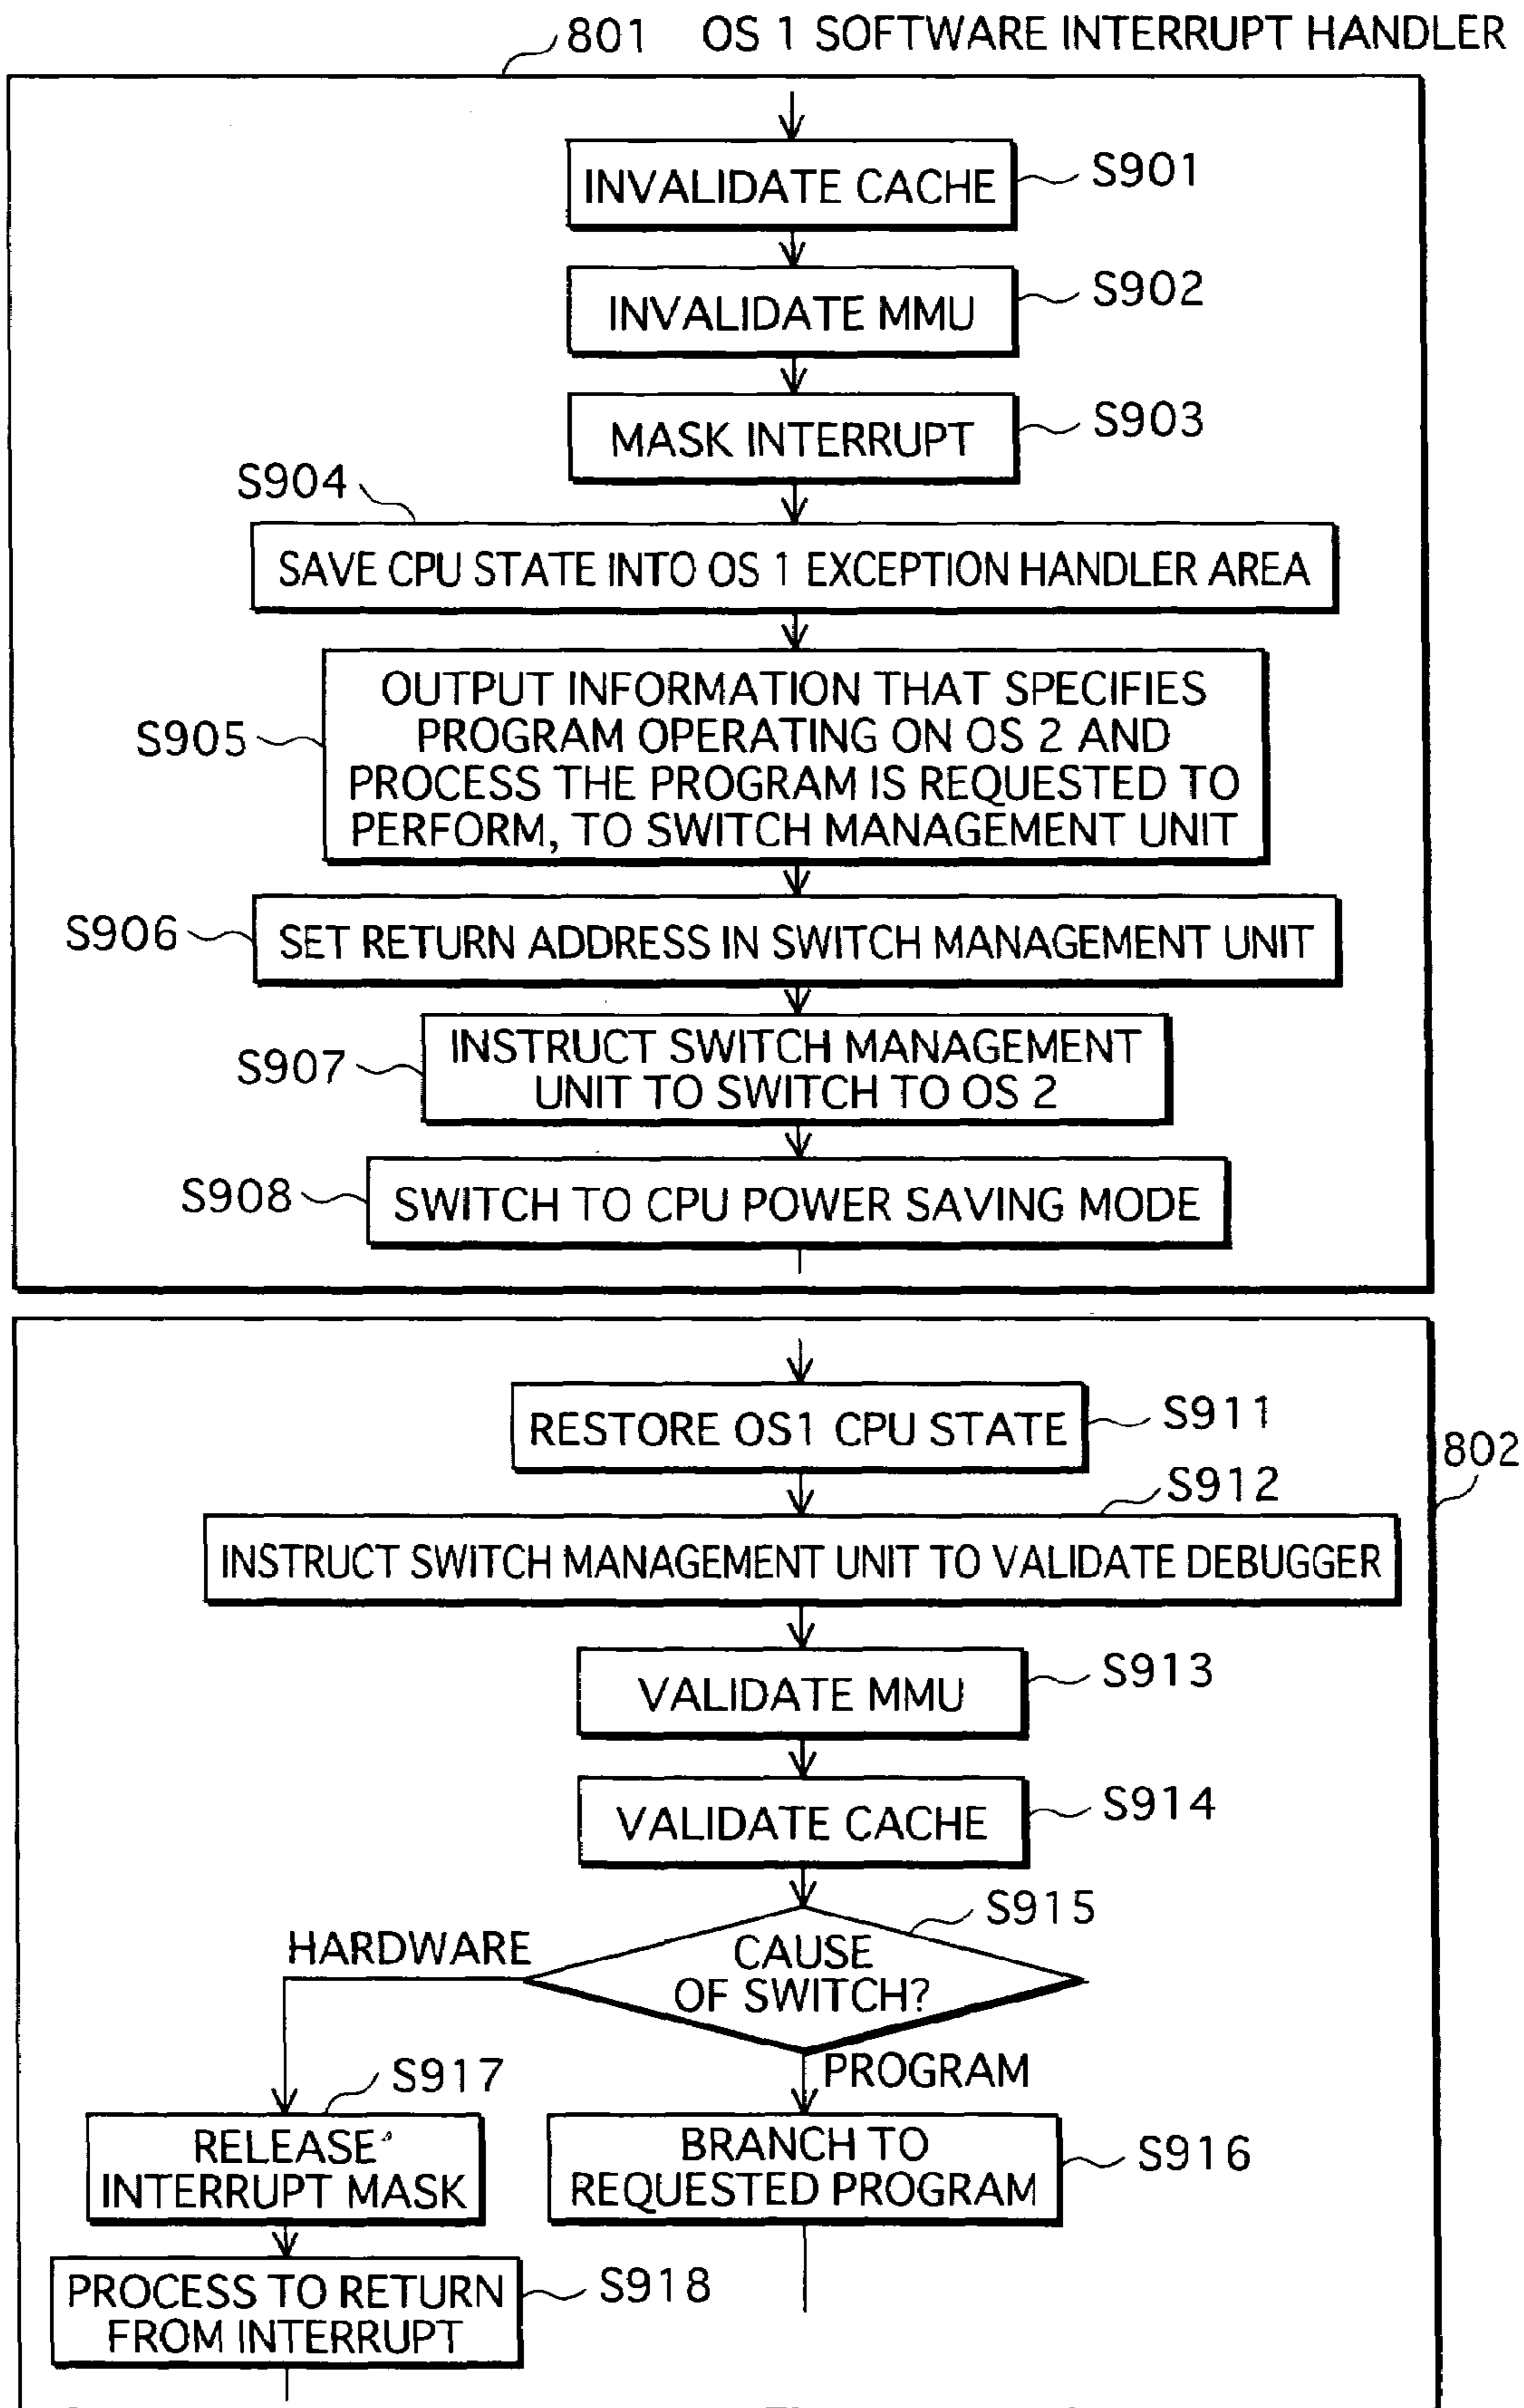 801 OS 1 SOFTWARE INTERRUPT HANDLER
INVALIDATE CACHE
S901
INVALIDATE MMU
S902
MASK INTERRUPT
S903
S904
SAVE CPU STATE INTO OS 1 EXCEPTION HANDLER AREA
S905
OUTPUT INFORMATION THAT SPECIFIES
PROGRAM OPERATING ON OS 2 AND
PROCESS THE PROGRAM IS REQUESTED TO
PERFORM, TO SWITCH MANAGEMENT UNIT
S906
SET RETURN ADDRESS IN SWITCH MANAGEMENT UNIT
S907
INSTRUCT SWITCH MANAGEMENT
UNIT TO SWITCH TO OS 2
S908
SWITCH TO CPU POWER SAVING MODE
802
RESTORE OS1 CPU STATE
S911
S912
INSTRUCT SWITCH MANAGEMENT UNIT TO VALIDATE DEBUGGER
VALIDATE MMU
S913
VALIDATE CACHE
S914
S915
CAUSE
OF SWITCH?
HARDWARE
PROGRAM
S917
RELEASE
INTERRUPT MASK
BRANCH TO
REQUESTED PROGRAM
S916
PROCESS TO RETURN
FROM INTERRUPT
S918